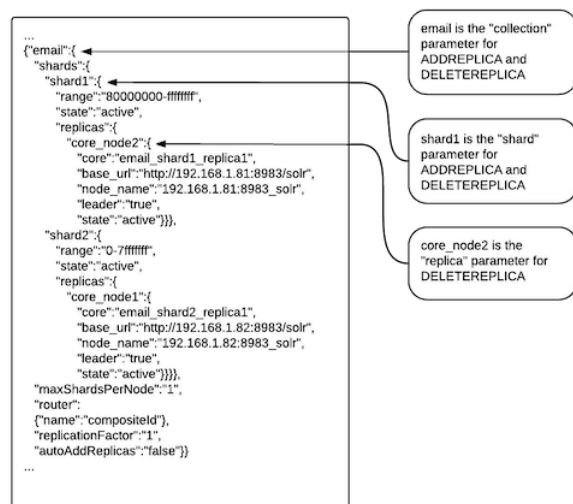 ...
{"email":{
"shards":{
"shard1":{
"range":"80000000-ffffffff",
"state":"active",
"replicas":{
"core_node2":{
"core":"email_shard1_replica1",
"base_url":"http://192.168.1.81:8983/solr",
"node_name":"192.168.1.81:8983_solr",
"leader":"true",
"state":"active"}}},
"shard2":{
"range":"0-7fffffff",
"state":"active",
"replicas":{
"core_node1":{
"core":"email_shard2_replica1",
"base_url":"http://192.168.1.82:8983/solr",
"node_name":"192.168.1.82:8983_solr",
"leader":"true",
"state":"active"}}}},
"maxShardsPerNode":"1",
"router":
{"name":"compositeId"},
"replicationFactor":"1",
"autoAddReplicas":"false"}}
...
email is the "collection"
parameter for
ADDREPLICA and
DELETEREPLICA
shard1 is the "shard"
parameter for
ADDREPLICA and
DELETEREPLICA
core_node2 is the
"replica" parameter for
DELETEREPLICA